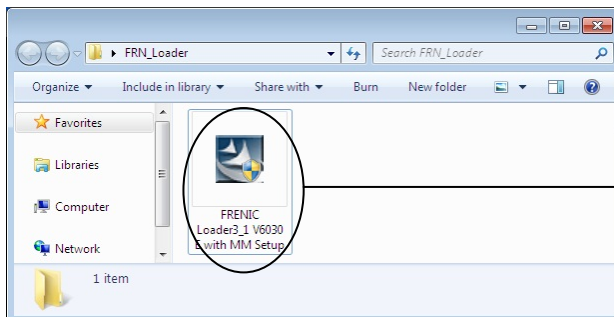 FRN_Loader
Search FRN_Loader
Organize Include in library Share with Burn New folder
Favorites
Libraries
Computer
Network
FRENIC
Loader3_1 V6030
E with MM Setup
1 item